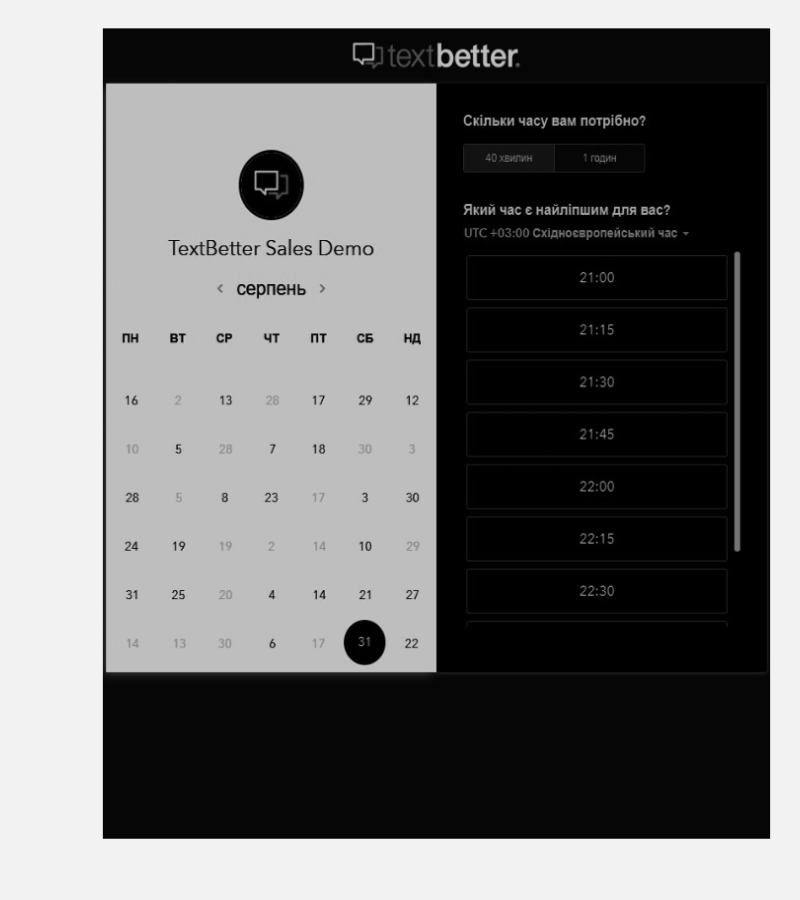 textbetter.
TextBetter Sales Demo
< серпень >
ПН ВТ СР ЧТ ПТ СБ НД
16 2 13 28 17 29 12
10 5 28 7 18 30 3
28 5 8 23 17 3 30
24 19 19 2 14 10 29
31 25 20 4 14 21 27
14 13 30 6 17 31 22
Скільки часу вам потрібно?
40 хвилин 1 годин
Який час є найліпшим для вас?
UTC +03:00 Східноєвропейський час
21:00
21:15
21:30
21:45
22:00
22:15
22:30